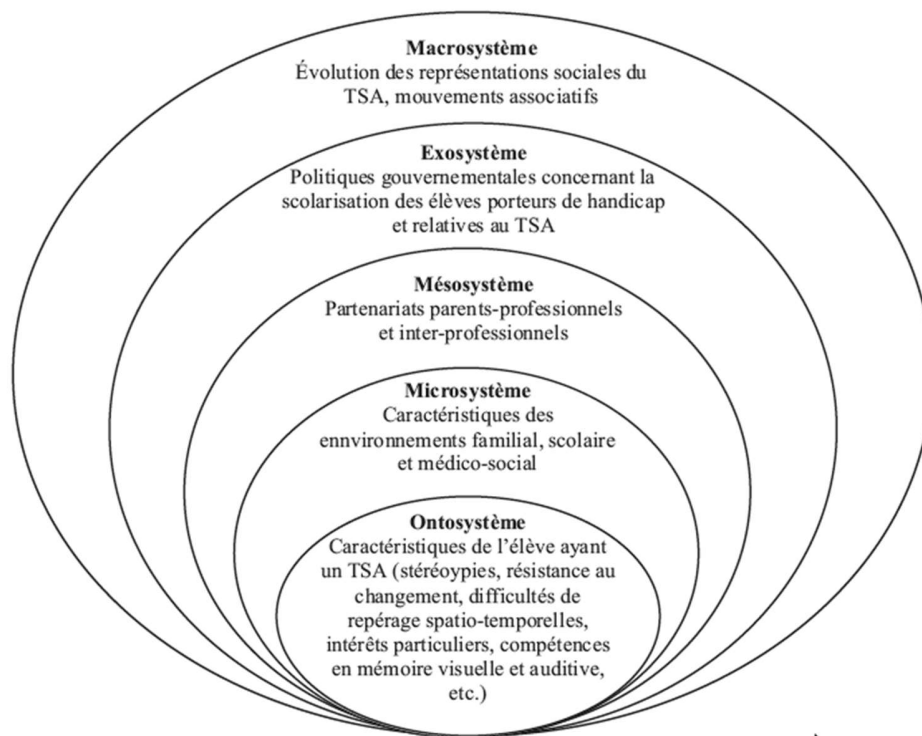 Macrosystème
Évolution des représentations sociales du
TSA, mouvements associatifs
Exosystème
Politiques gouvernementales concernant la
scolarisation des élèves porteurs de handicap
et relatives au TSA
Mésosystème
Partenariats parents-professionnels
et inter-professionnels
Microsystème
Caractéristiques des
ennvironnements familial, scolaire
et médico-social
Ontosystème
Caractéristiques de l'élève ayant
un TSA (stéréoypies, résistance au
changement, difficultés de
repérage spatio-temporelles,
intérêts particuliers, compétences
en mémoire visuelle et auditive,
etc.)